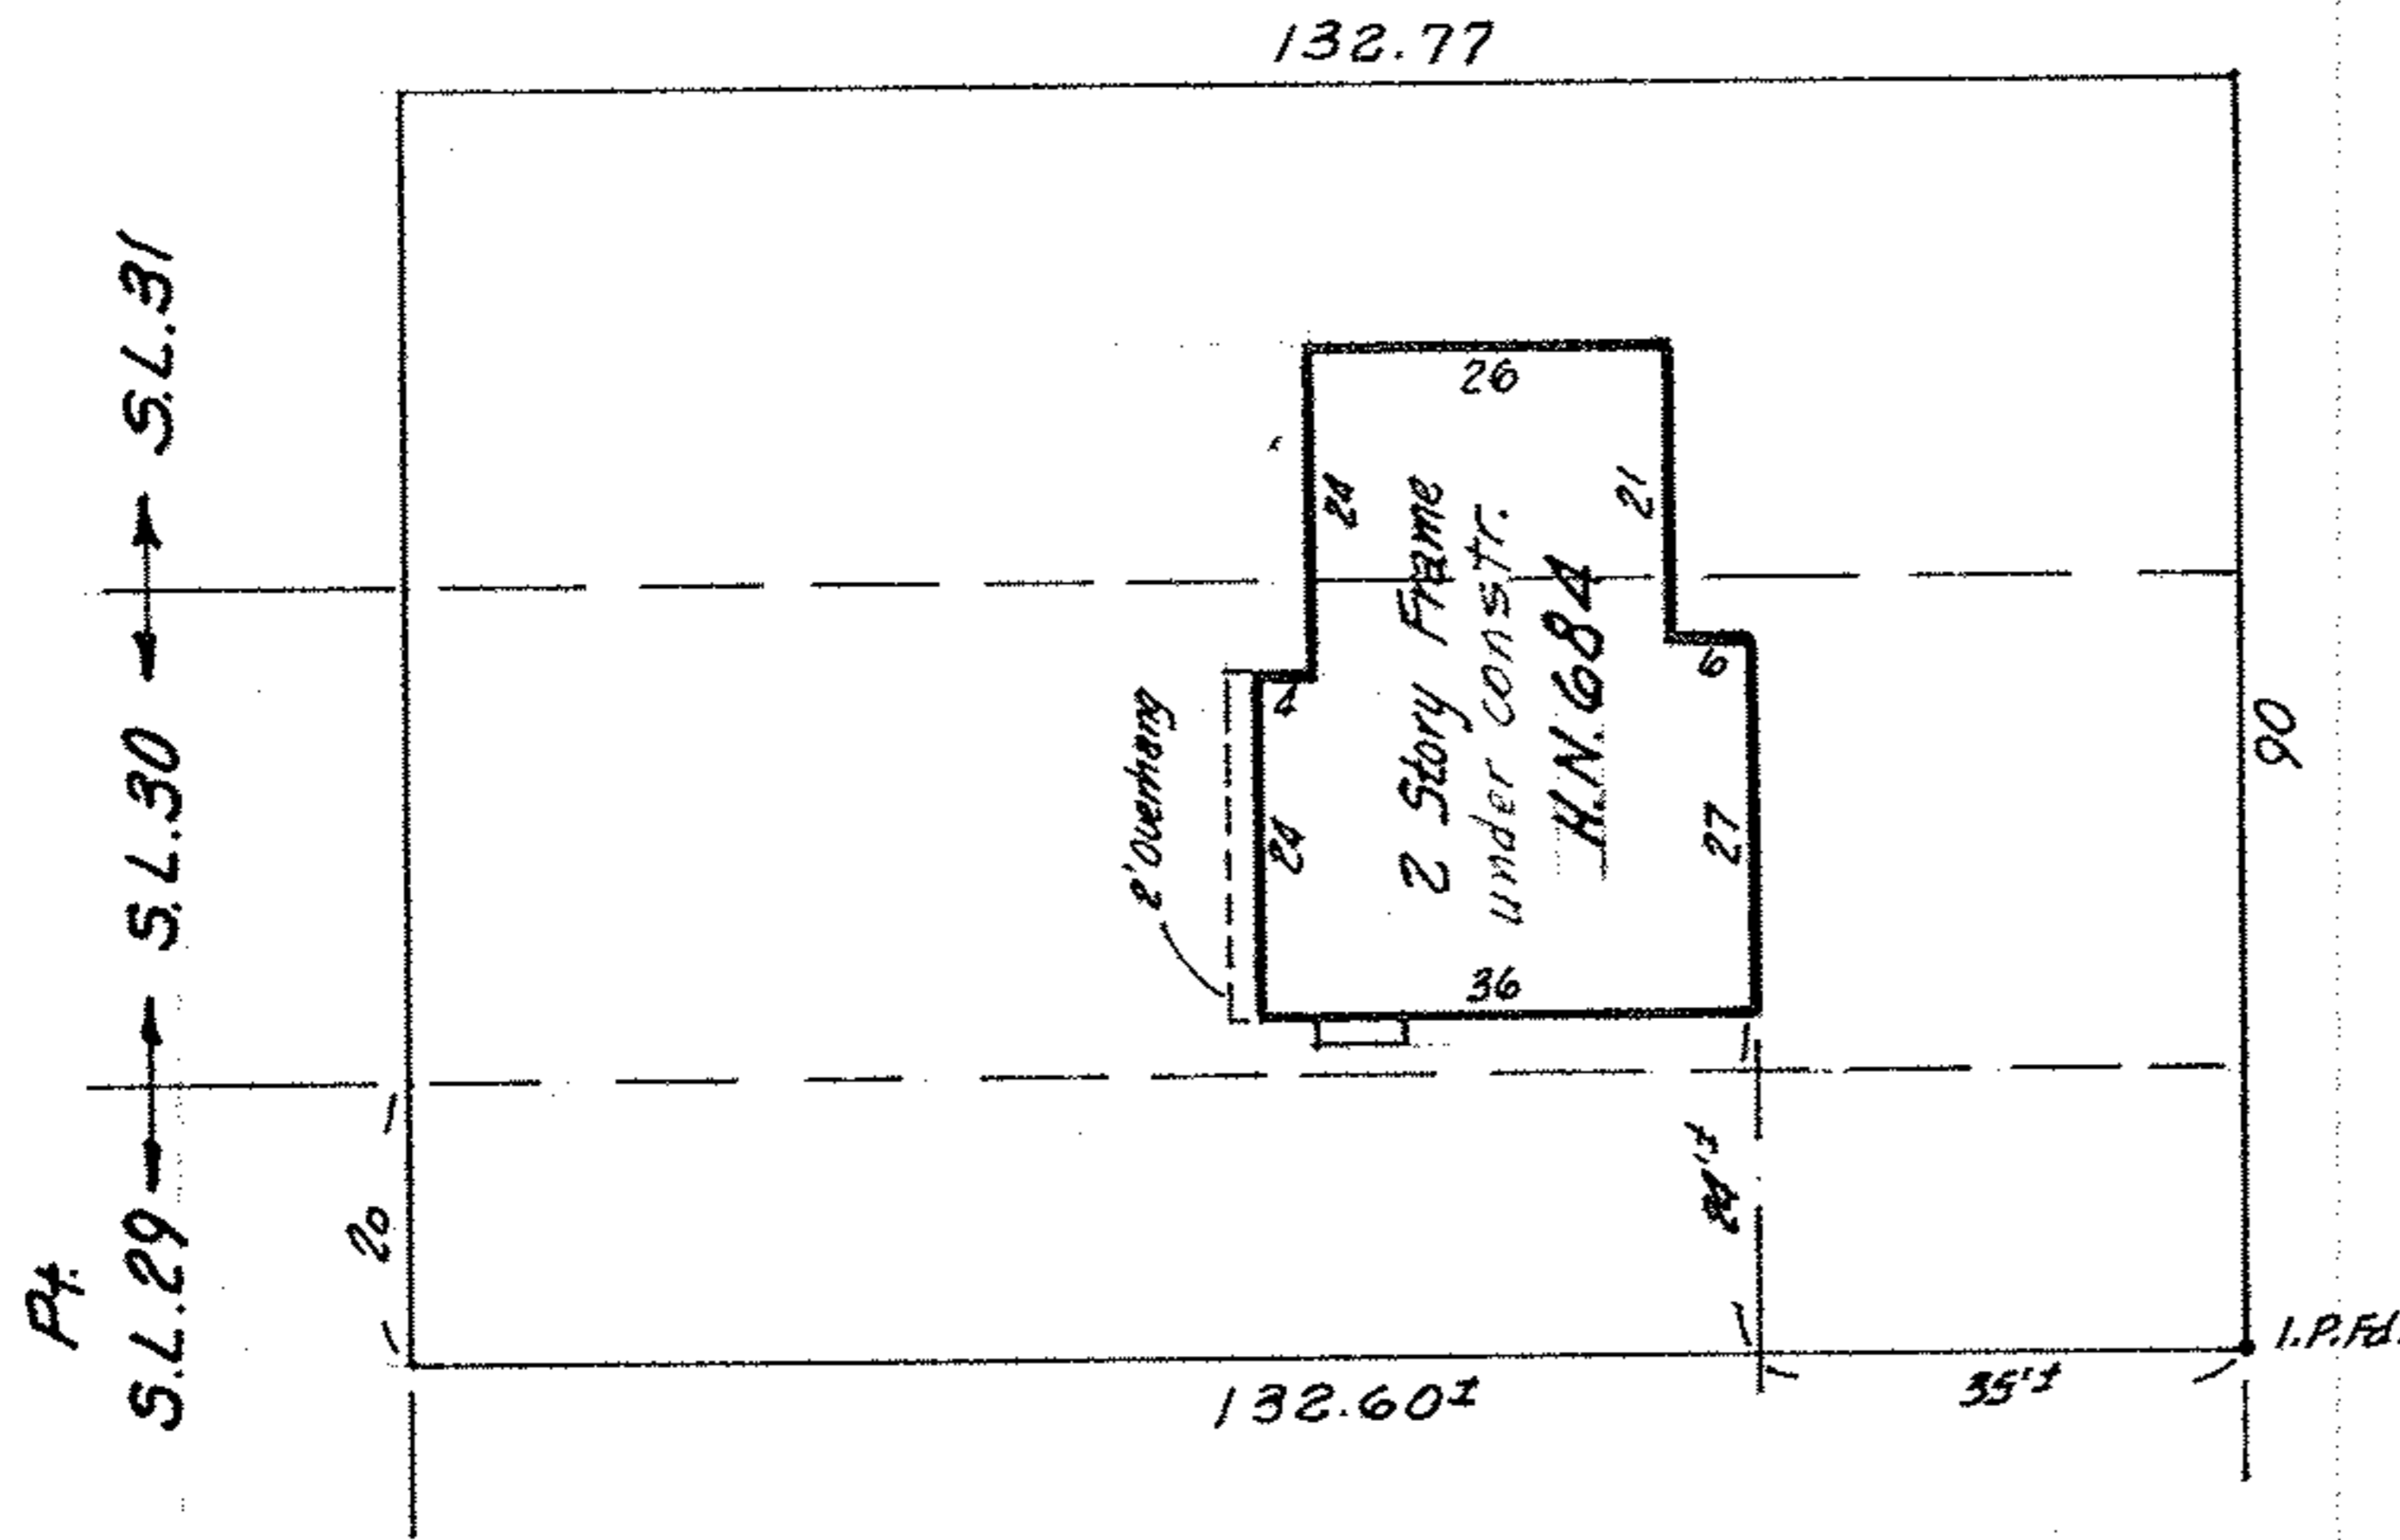 132.77
S.L.31
S.L.30
Pt.
S.L.29
26
24
21
2 Story Frame
under constr.
H.N.684
6
4
2' Overhang
24
27
36
90
20
24'±
I.P.Fd.
132.60±
35'±